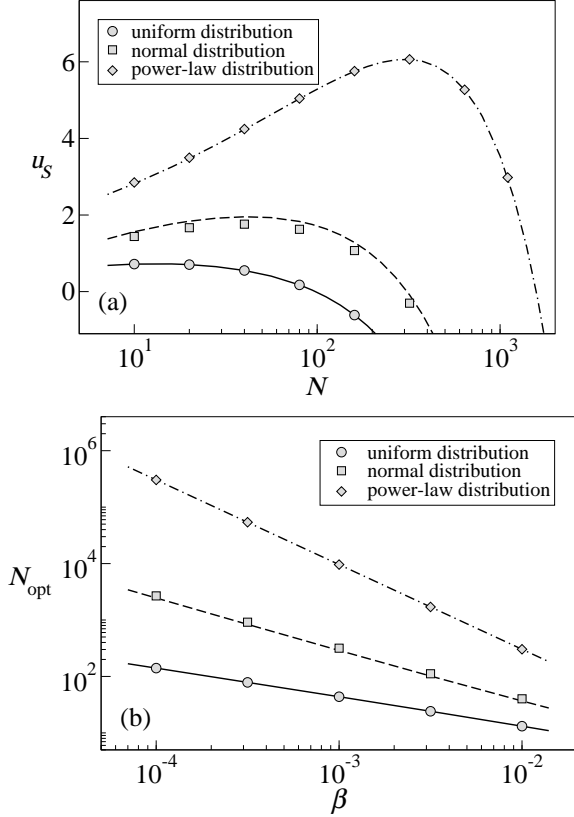 uniform distribution
normal distribution
power-law distribution
6
4
2
0
u_S
(a)
10^1
10^2
10^3
N
uniform distribution
normal distribution
power-law distribution
10^6
10^4
10^2
N_opt
(b)
10^-4
10^-3
10^-2
β